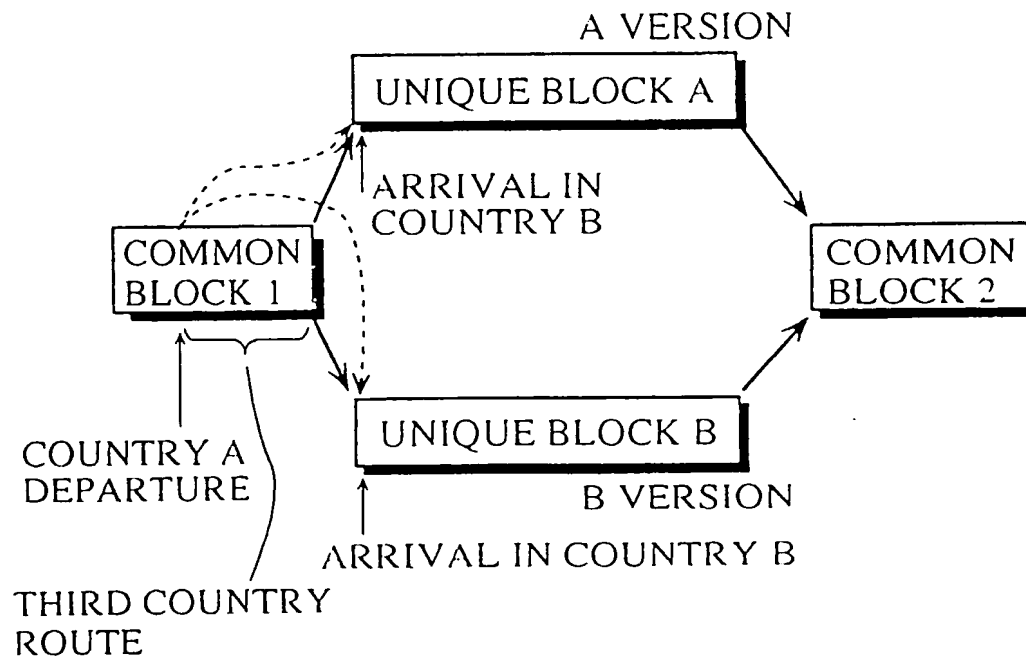 A VERSION
UNIQUE BLOCK A
ARRIVAL IN
COUNTRY B
COMMON
BLOCK 1
COMMON
BLOCK 2
UNIQUE BLOCK B
COUNTRY A
DEPARTURE
B VERSION
ARRIVAL IN COUNTRY B
THIRD COUNTRY
ROUTE